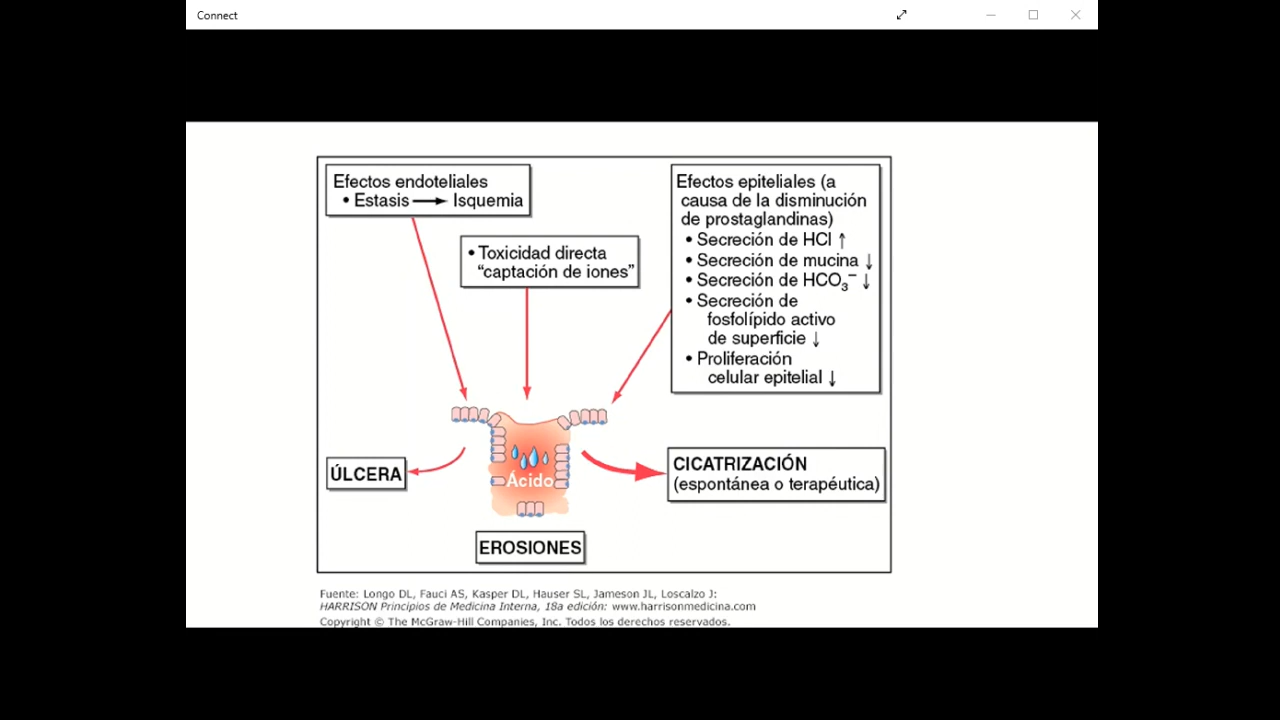 Connect
Efectos endoteliales
• Estasis → Isquemia
• Toxicidad directa
“captación de iones”
Efectos epiteliales (a
causa de la disminución
de prostaglandinas)
• Secreción de HCl ↑
• Secreción de mucina ↓
• Secreción de HCO₃⁻ ↓
• Secreción de
fosfolípido activo
de superficie ↓
• Proliferación
celular epitelial ↓
ÚLCERA
Ácido
CICATRIZACIÓN
(espontánea o terapéutica)
EROSIONES
Fuente: Longo DL, Fauci AS, Kasper DL, Hauser SL, Jameson JL, Loscalzo J:
HARRISON Principios de Medicina Interna, 18a edición: www.harrisonmedicina.com
Copyright © The McGraw-Hill Companies, Inc. Todos los derechos reservados.